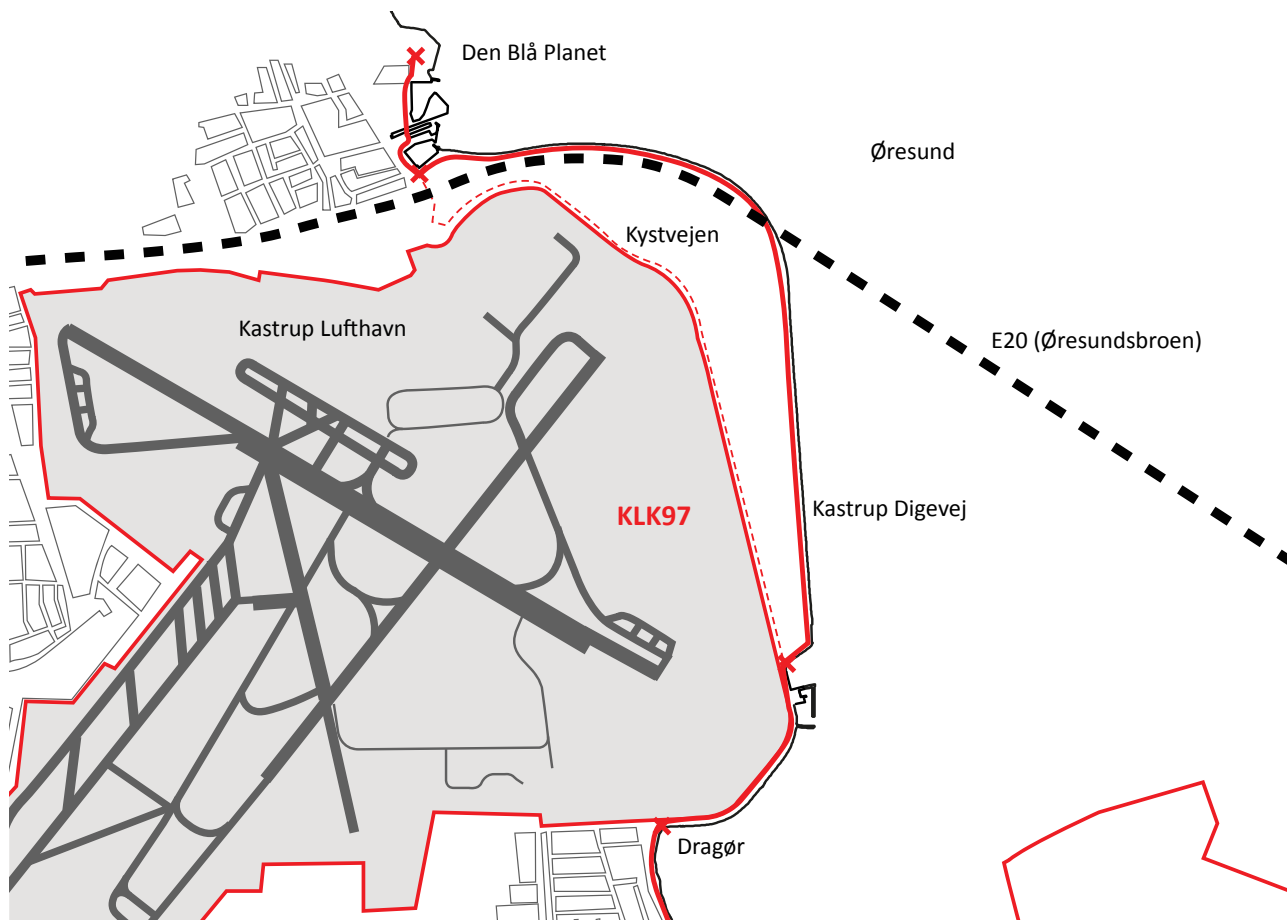 Den Blå Planet
Øresund
Kystvejen
Kastrup Lufthavn
E20 (Øresundsbroen)
KLK97
Kastrup Digevej
Dragør